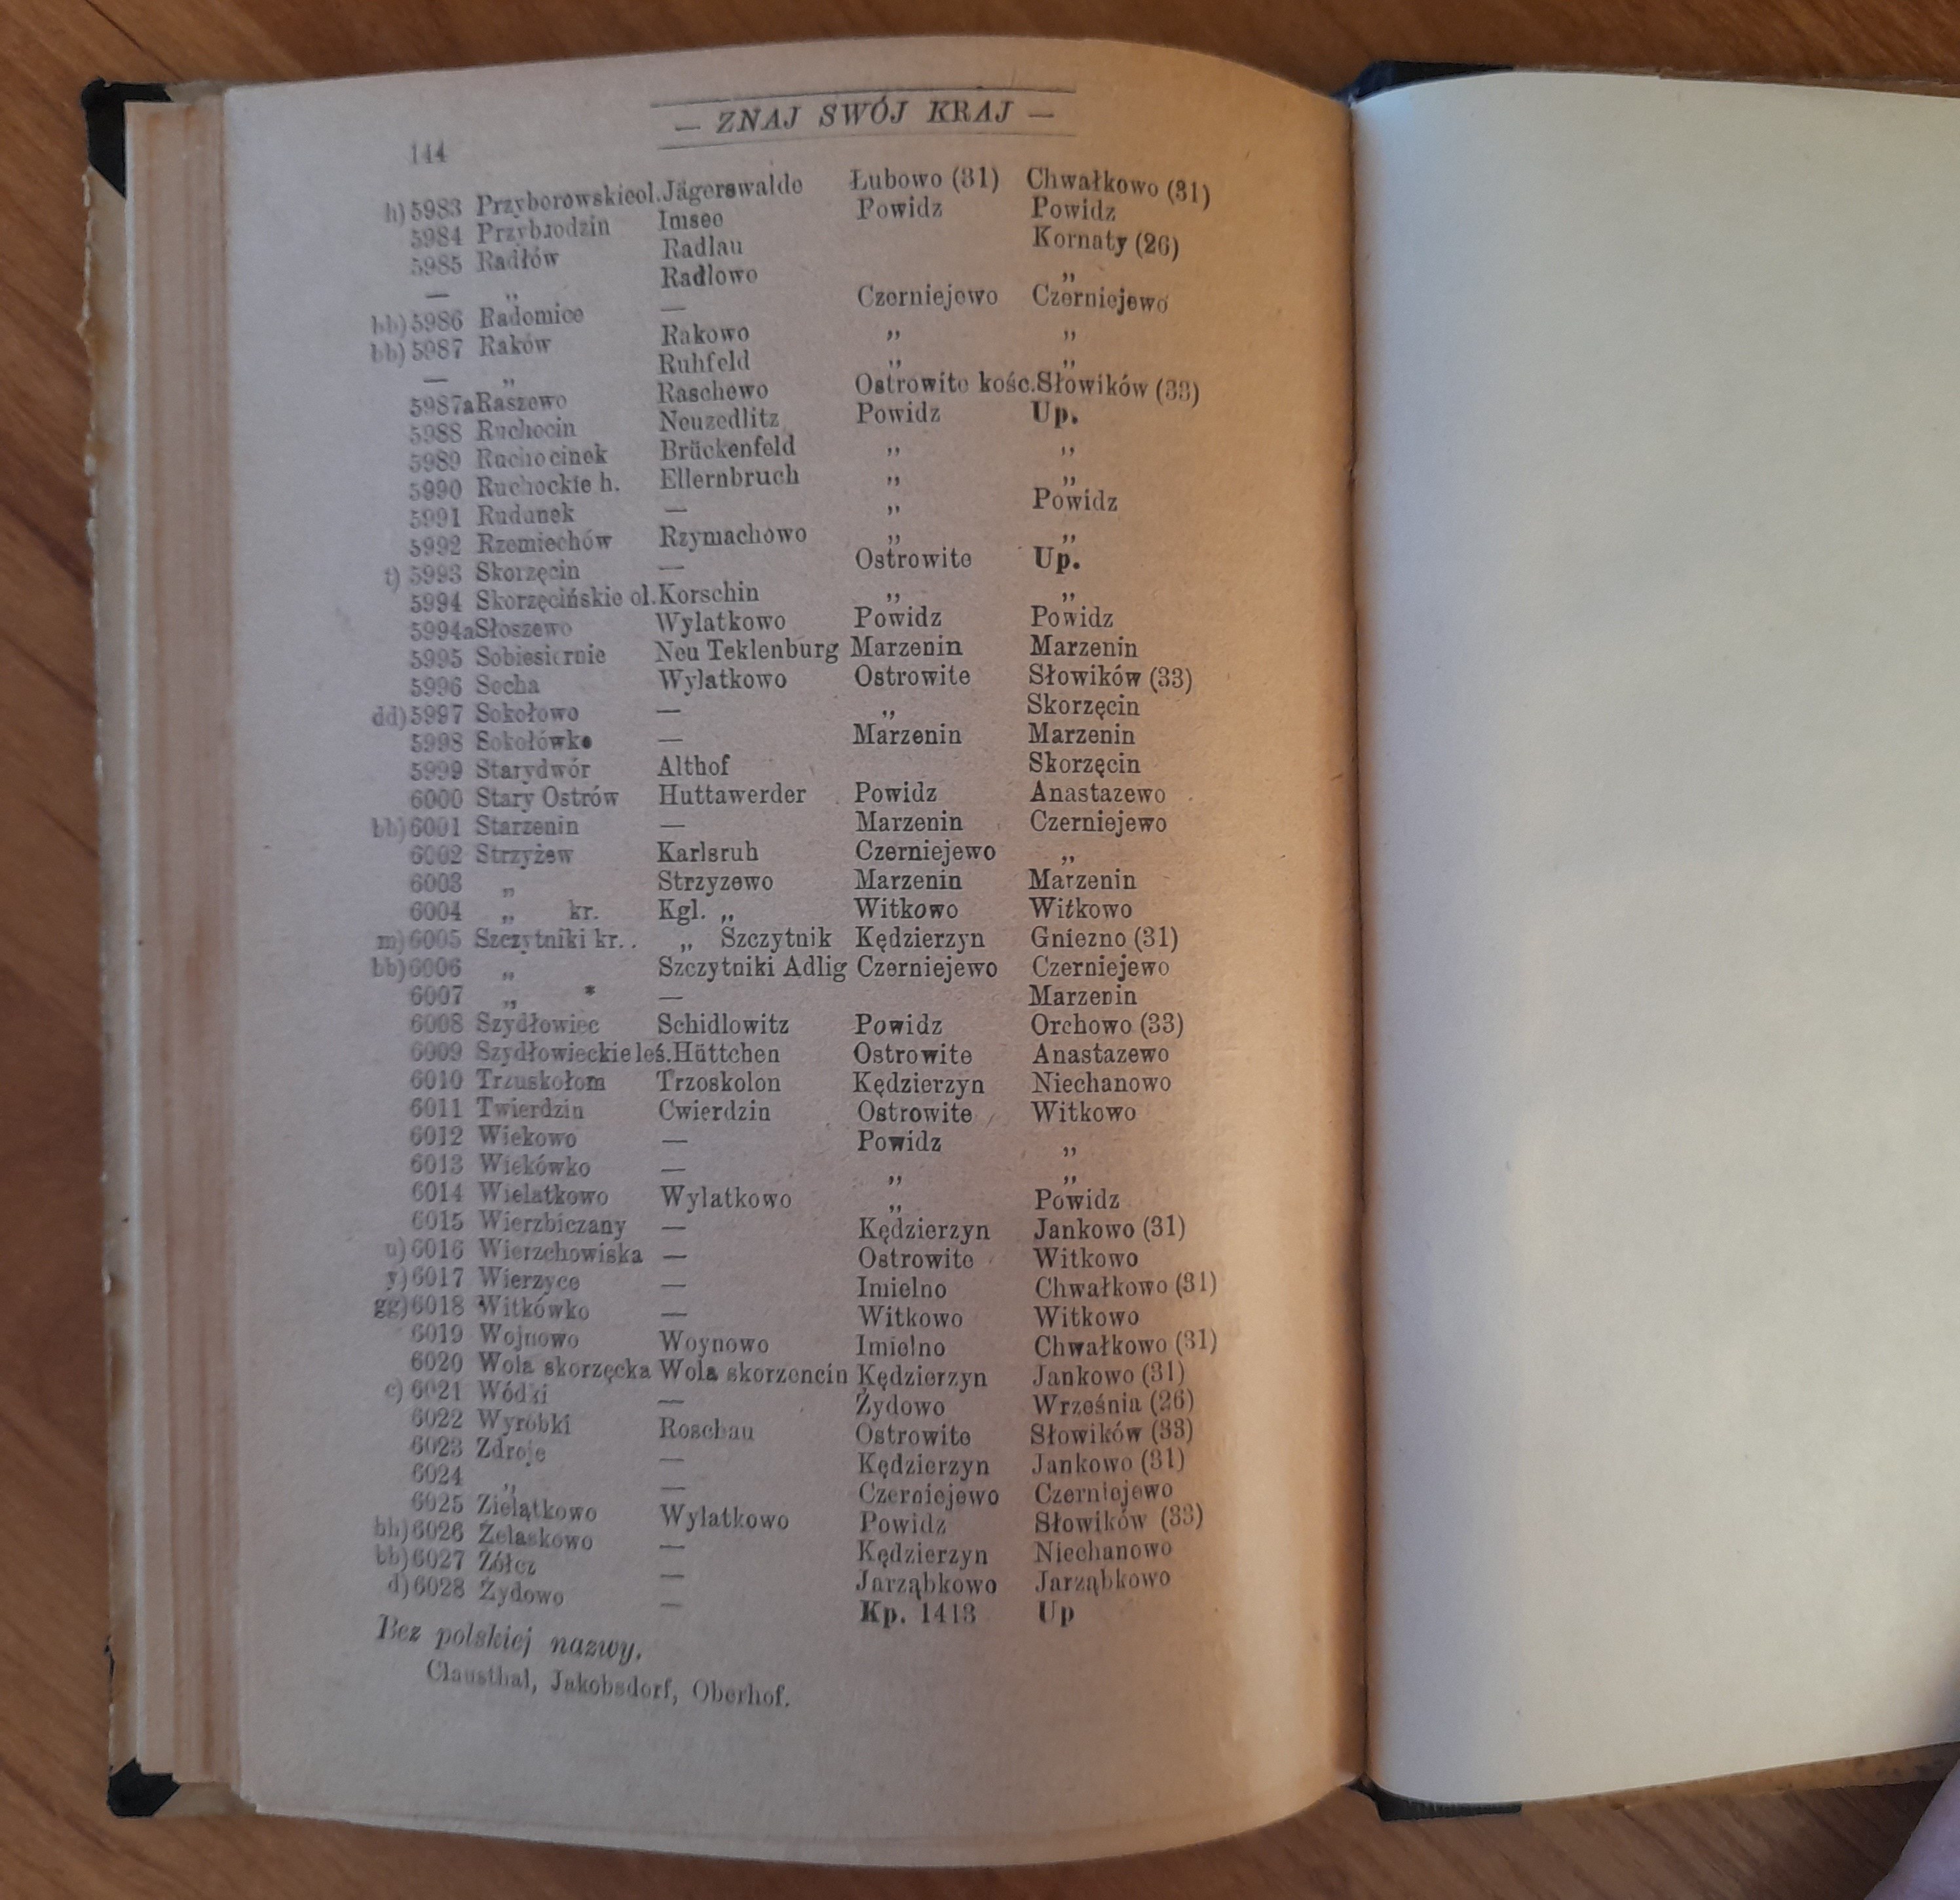 — ZNAJ SWÓJ KRAJ —
144
h) 5983 Przyborowskieol. Jägerswalde Łubowo (31) Chwałkowo (31)
5984 Przybrodzin Imsee Powidz Powidz
5985 Radłów Radlau Kornaty (26)
— „ Radlowo „
bb) 5986 Radomice — Czerniejewo Czerniejewo
bb) 5987 Raków Rakowo „ „
— „ Ruhfeld „ „
5987a Raszewo Raschewo Ostrowite kośc. Słowików (33)
5988 Ruchocin Neuzedlitz Powidz Up.
5989 Ruchocinek Brückenfeld „ „
5990 Ruchockie h. Ellernbruch „ „
5991 Rudunek — „ Powidz
5992 Rzemiechów Rzymachowo „ „
t) 5993 Skorzęcin — Ostrowite Up.
5994 Skorzęcińskie ol. Korschin „ „
5994a Słoszewo Wylatkowo Powidz Powidz
5995 Sobiesiernie Neu Teklenburg Marzenin Marzenin
5996 Socha Wylatkowo Ostrowite Słowików (33)
dd) 5997 Sokołowo — „ Skorzęcin
5998 Sokołówko — Marzenin Marzenin
5999 Starydwór Althof Skorzęcin
6000 Stary Ostrów Huttawerder Powidz Anastazewo
bb) 6001 Starzenin — Marzenin Czerniejewo
6002 Strzyżew Karlsruh Czerniejewo „
6003 „ Strzyzewo Marzenin Marzenin
6004 „ kr. Kgl. „ Witkowo Witkowo
m) 6005 Szczytniki kr. . „ Szczytnik Kędzierzyn Gniezno (31)
bb) 6006 „ Szczytniki Adlig Czerniejewo Czerniejewo
6007 „ * — Marzenin
6008 Szydłowiec Schidlowitz Powidz Orchowo (33)
6009 Szydłowieckie leś. Hüttchen Ostrowite Anastazewo
6010 Trzuskołom Trzoskolon Kędzierzyn Niechanowo
6011 Twierdzin Cwierdzin Ostrowite Witkowo
6012 Wiekowo — Powidz „
6013 Wiekówko — „ „
6014 Wielatkowo Wylatkowo „ Powidz
6015 Wierzbiczany — Kędzierzyn Jankowo (31)
u) 6016 Wierzchowiska — Ostrowite Witkowo
y) 6017 Wierzyce — Imielno Chwałkowo (31)
gg) 6018 Witkówko — Witkowo Witkowo
6019 Wojnowo Woynowo Imielno Chwałkowo (31)
6020 Wola skorzęcka Wola skorzencin Kędzierzyn Jankowo (31)
c) 6021 Wódki — Żydowo Września (26)
6022 Wyróbki Roschau Ostrowite Słowików (33)
6023 Zdroje — Kędzierzyn Jankowo (31)
6024 „ — Czerniejewo Czerniejewo
6025 Zielątkowo Wylatkowo Powidz Słowików (33)
bh) 6026 Żelaskowo — Kędzierzyn Niechanowo
bb) 6027 Żółcz — Jarząbkowo Jarząbkowo
d) 6028 Żydowo — Kp. 1413 Up
Bez polskiej nazwy.
Clausthal, Jakobsdorf, Oberhof.